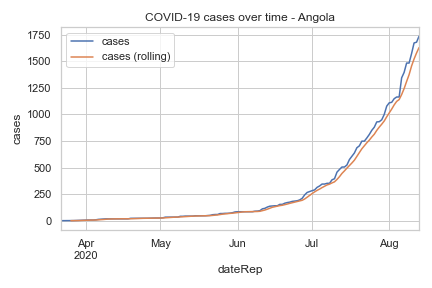 COVID-19 cases over time - Angola
cases
cases (rolling)
1750
1500
1250
1000
750
500
250
0
cases
Apr
2020
May
Jun
Jul
Aug
dateRep